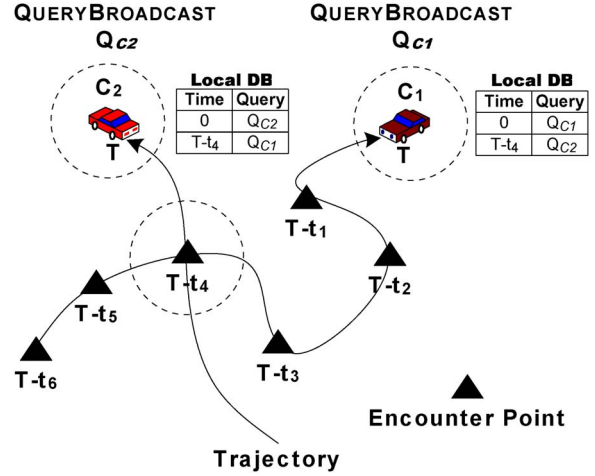 QUERYBROADCAST
QC2
QUERYBROADCAST
QC1
C2
T
Local DB
Time Query
0 QC2
T-t4 QC1
C1
T
Local DB
Time Query
0 QC1
T-t4 QC2
T-t1
T-t4
T-t2
T-t5
T-t6
T-t3
Encounter Point
Trajectory